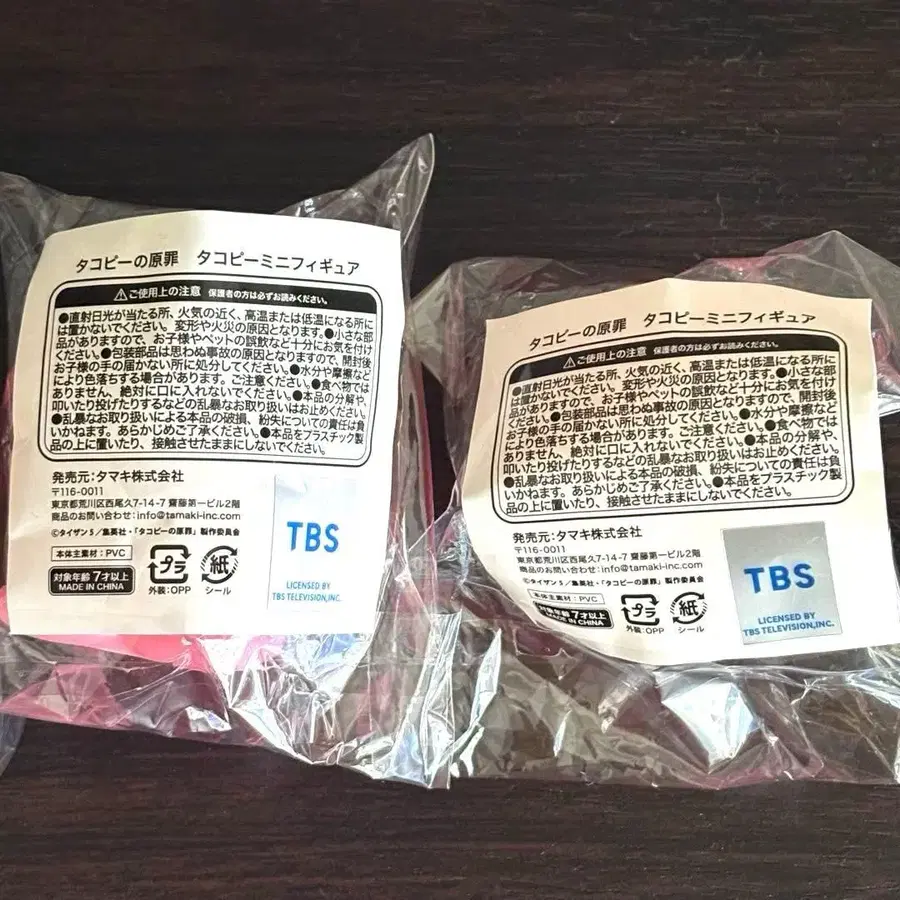 タコピーの原罪 タコピーミニフィギュア
⚠ご使用上の注意 保護者の方は必ずお読みください。
●直射日光が当たる所、火気の近く、高温または低温になる所に
は置かないでください。変形や火災の原因となります。●小さな部
品がありますので、お子様やペットの誤飲など十分にお気を付け
ください。●包装部品は思わぬ事故の原因となりますので、開封後
お子様の手の届かない所に処分してください。●水分や摩擦など
により色落ちする場合があります。ご注意ください。●食べ物では
ありません、絶対に口に入れないでください。●本品の分解や、
叩いたり投げたりするなどの乱暴なお取り扱いはお止めください。
●乱暴なお取り扱いによる本品の破損、紛失についての責任は負
いかねます。あらかじめご了承ください。●本品をプラスチック製
品の上に置いたり、接触させたままにしないでください。
発売元:タマキ株式会社
〒116-0011
東京都荒川区西尾久7-14-7 齋藤第一ビル2階
商品のお問い合わせ:info@tamaki-inc.com
©タイザン5/集英社・「タコピーの原罪」製作委員会
本体主素材:PVC
対象年齢 7才以上
MADE IN CHINA
プラ
外装:OPP
紙
シール
TBS
LICENSED BY
TBS TELEVISION,INC.
タコピーの原罪 タコピーミニフィギュア
⚠ご使用上の注意 保護者の方は必ずお読みください。
●直射日光が当たる所、火気の近く、高温または低温になる所に
は置かないでください。変形や火災の原因となります。●小さな部
品がありますので、お子様やペットの誤飲など十分にお気を付け
ください。●包装部品は思わぬ事故の原因となりますので、開封後
お子様の手の届かない所に処分してください。●水分や摩擦など
により色落ちする場合があります。ご注意ください。●食べ物では
ありません、絶対に口に入れないでください。●本品の分解や、
叩いたり投げたりするなどの乱暴なお取り扱いはお止めください。
●乱暴なお取り扱いによる本品の破損、紛失についての責任は負
いかねます。あらかじめご了承ください。●本品をプラスチック製
品の上に置いたり、接触させたままにしないでください。
発売元:タマキ株式会社
〒116-0011
東京都荒川区西尾久7-14-7 齋藤第一ビル2階
商品のお問い合わせ:info@tamaki-inc.com
©タイザン5/集英社・「タコピーの原罪」製作委員会
本体主素材:PVC
対象年齢 7才以上
MADE IN CHINA
プラ
外装:OPP
紙
シール
TBS
LICENSED BY
TBS TELEVISION,INC.